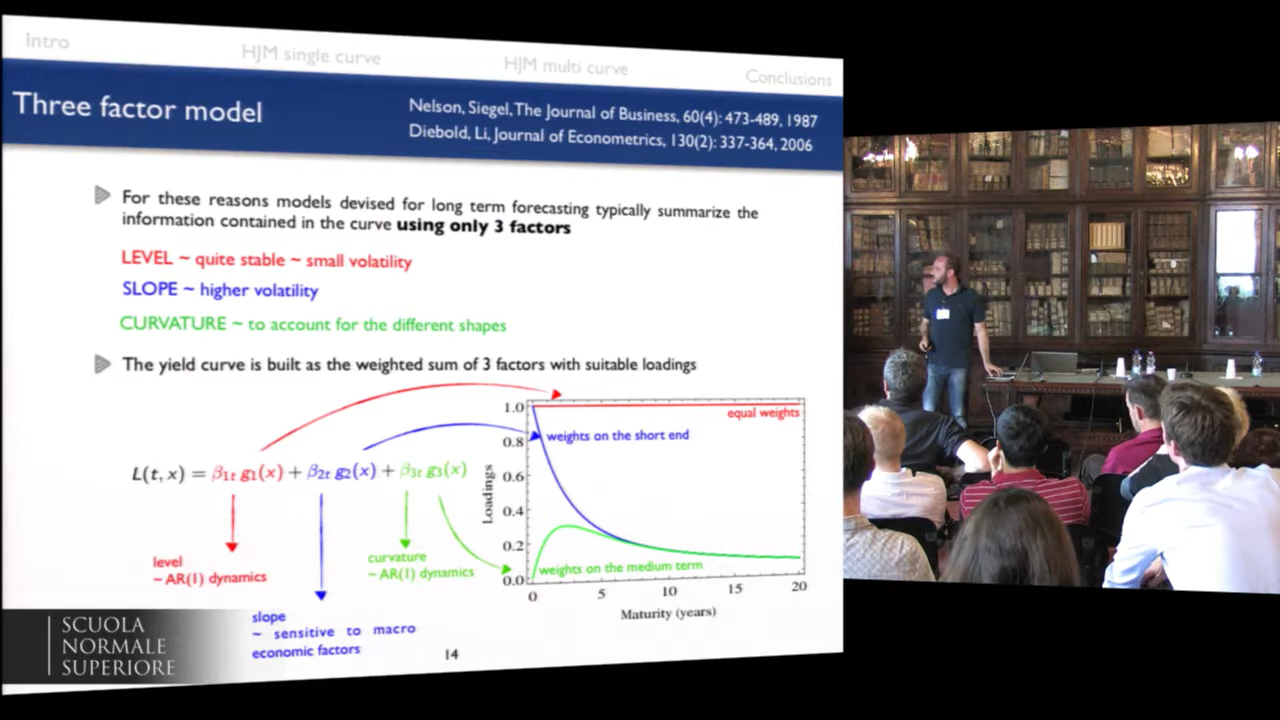 Intro HJM single curve HJM multi curve Conclusions
Three factor model
Nelson, Siegel, The Journal of Business, 60(4): 473-489, 1987
Diebold, Li, Journal of Econometrics, 130(2): 337-364, 2006
For these reasons models devised for long term forecasting typically summarize the
information contained in the curve using only 3 factors
LEVEL ~ quite stable ~ small volatility
SLOPE ~ higher volatility
CURVATURE ~ to account for the different shapes
The yield curve is built as the weighted sum of 3 factors with suitable loadings
L(t, x) = β1t g1(x) + β2t g2(x) + β3t g3(x)
level
~ AR(1) dynamics
slope
~ sensitive to macro
economic factors
curvature
~ AR(1) dynamics
1.0
0.8
0.6
0.4
0.2
0.0
Loadings
equal weights
weights on the short end
weights on the medium term
0 5 10 15 20
Maturity (years)
14
SCUOLA
NORMALE
SUPERIORE